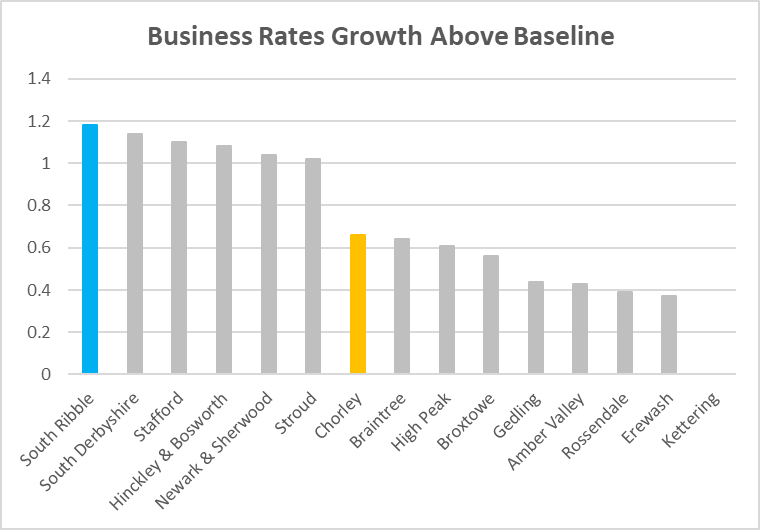 Business Rates Growth Above Baseline
1.4
1.2
1
0.8
0.6
0.4
0.2
0
South Ribble
South Derbyshire
Stafford
Hinckley & Bosworth
Newark & Sherwood
Stroud
Chorley
Braintree
High Peak
Broxtowe
Gedling
Amber Valley
Rossendale
Erewash
Kettering